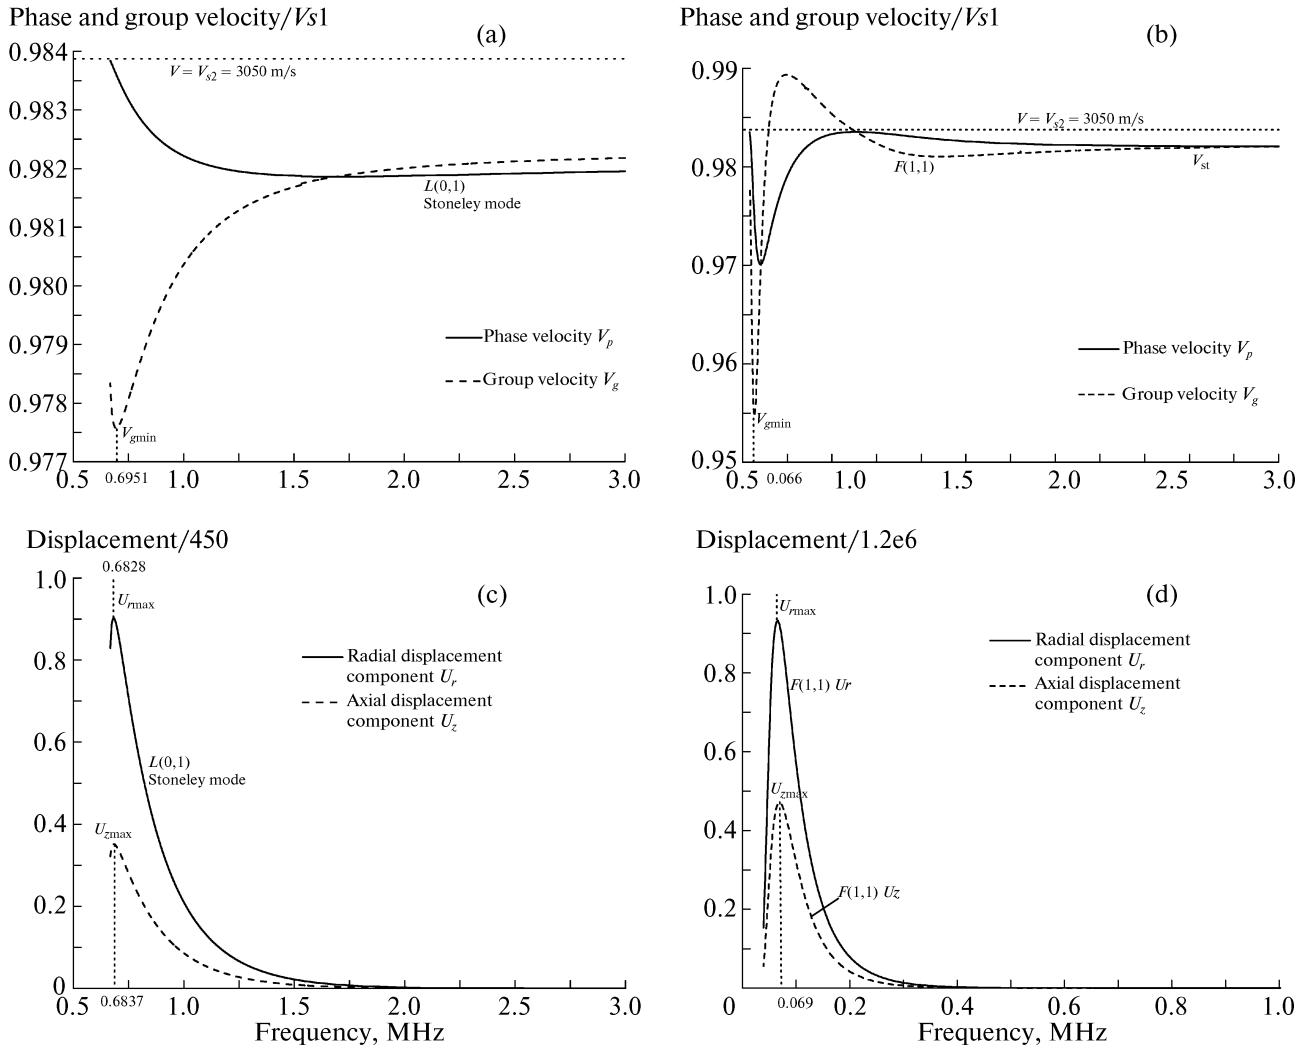 Phase and group velocity/Vs1
(a)
0.984
0.983
0.982
0.981
0.980
0.979
0.978
0.977
V = Vs2 = 3050 m/s
L(0,1)
Stoneley mode
Phase velocity Vp
Group velocity Vg
Vgmin
0.5
0.6951
1.0
1.5
2.0
2.5
3.0
Phase and group velocity/Vs1
(b)
0.99
0.98
0.97
0.96
0.95
V = Vs2 = 3050 m/s
F(1,1)
Vst
Phase velocity Vp
Group velocity Vg
Vgmin
0.5
0.066
1.0
1.5
2.0
2.5
3.0
Displacement/450
0.6828
(c)
1.0
0.8
0.6
0.4
0.2
0
Urmax
Radial displacement
component Ur
Axial displacement
component Uz
L(0,1)
Stoneley mode
Uzmax
0.5
0.6837
1.0
1.5
2.0
2.5
3.0
Frequency, MHz
Displacement/1.2e6
(d)
1.0
0.8
0.6
0.4
0.2
Urmax
Radial displacement
component Ur
Axial displacement
component Uz
F(1,1) Ur
Uzmax
F(1,1) Uz
0
0.069
0.2
0.4
0.6
0.8
1.0
Frequency, MHz